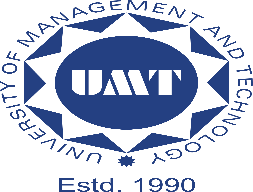 UNIVERSITY OF MANAGEMENT AND TECHNOLOGY
UMT
Estd. 1990